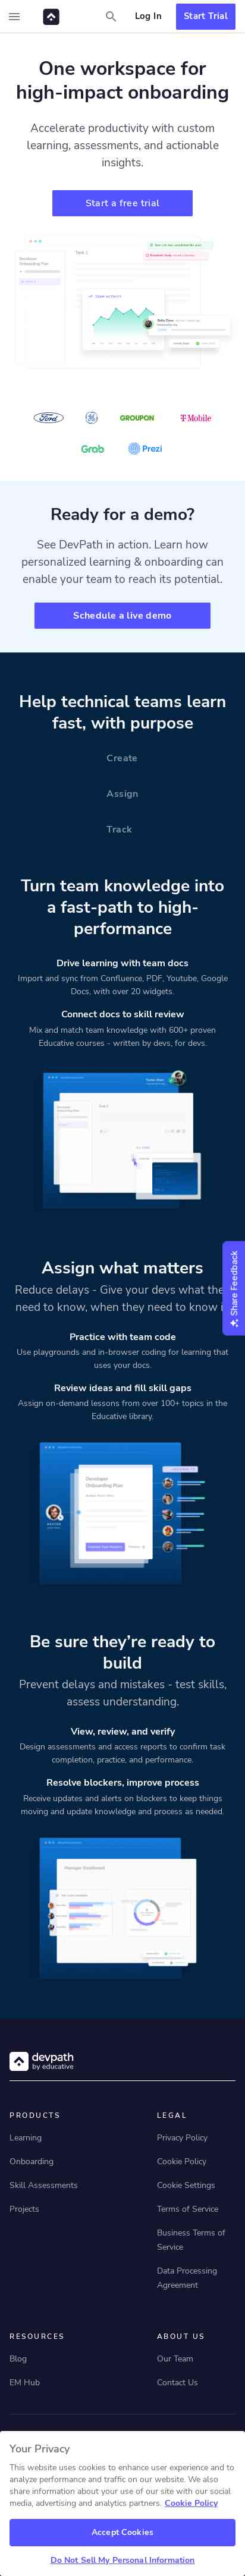 Log In
Start Trial
One workspace for
high-impact onboarding
Accelerate productivity with custom
learning, assessments, and actionable
insights.
Start a free trial
Task 1
TEAM ACTIVITY
Ford
GE
GROUPON
T Mobile
Grab
Prezi
Ready for a demo?
See DevPath in action. Learn how
personalized learning & onboarding can
enable your team to reach its potential.
Schedule a live demo
Help technical teams learn
fast, with purpose
Create
Assign
Track
Turn team knowledge into
a fast-path to high-
performance
Drive learning with team docs
Import and sync from Confluence, PDF, Youtube, Google
Docs, with over 20 widgets.
Connect docs to skill review
Mix and match team knowledge with 600+ proven
Educative courses - written by devs, for devs.
Task 1
Share Feedback
Assign what matters
Reduce delays - Give your devs what they
need to know, when they need to know i
Practice with team code
Use playgrounds and in-browser coding for learning that
uses your docs.
Review ideas and fill skill gaps
Assign on-demand lessons from over 100+ topics in the
Educative library.
Developer
Onboarding Plan
Be sure they’re ready to
build
Prevent delays and mistakes - test skills,
assess understanding.
View, review, and verify
Design assessments and access reports to confirm task
completion, practice, and performance.
Resolve blockers, improve process
Receive updates and alerts on blockers to keep things
moving and update knowledge and process as needed.
Manager Dashboard
devpath
by educative
PRODUCTS
Learning
Onboarding
Skill Assessments
Projects
LEGAL
Privacy Policy
Cookie Policy
Cookie Settings
Terms of Service
Business Terms of
Service
Data Processing
Agreement
RESOURCES
Blog
EM Hub
ABOUT US
Our Team
Contact Us
Your Privacy
This website uses cookies to enhance user experience and to
analyze performance and traffic on our website. We also
share information about your use of our site with our social
media, advertising and analytics partners. Cookie Policy
Accept Cookies
Do Not Sell My Personal Information